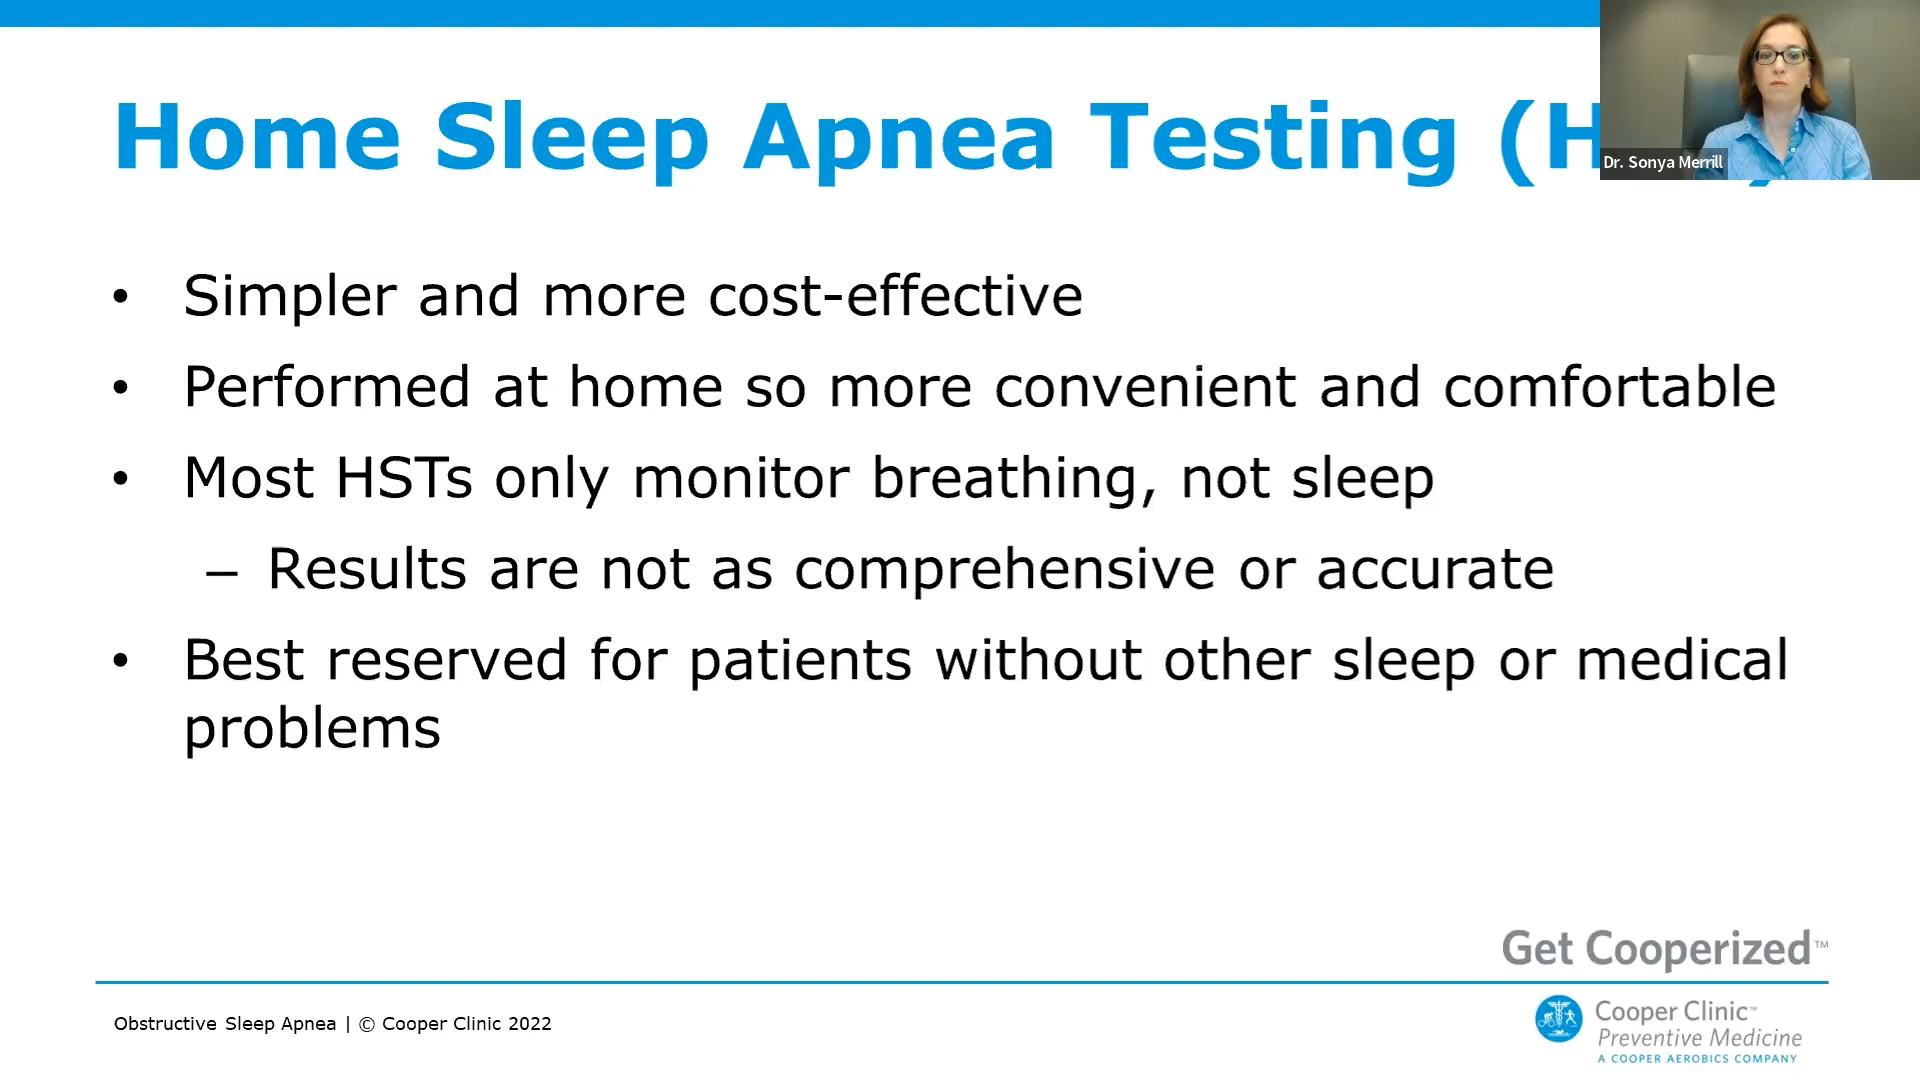 Home Sleep Apnea Testing (H
Dr. Sonya Merrill
• Simpler and more cost-effective
• Performed at home so more convenient and comfortable
• Most HSTs only monitor breathing, not sleep
– Results are not as comprehensive or accurate
• Best reserved for patients without other sleep or medical
problems
Get Cooperized™
Obstructive Sleep Apnea | © Cooper Clinic 2022
Cooper Clinic™
Preventive Medicine
A COOPER AEROBICS COMPANY